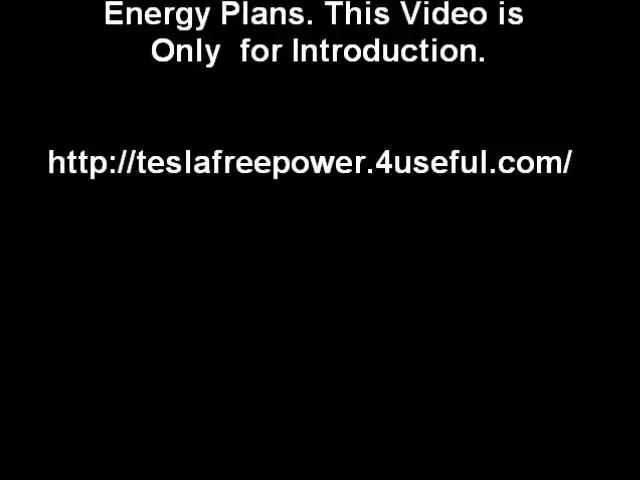 Energy Plans. This Video is
Only  for Introduction.
http://teslafreepower.4useful.com/